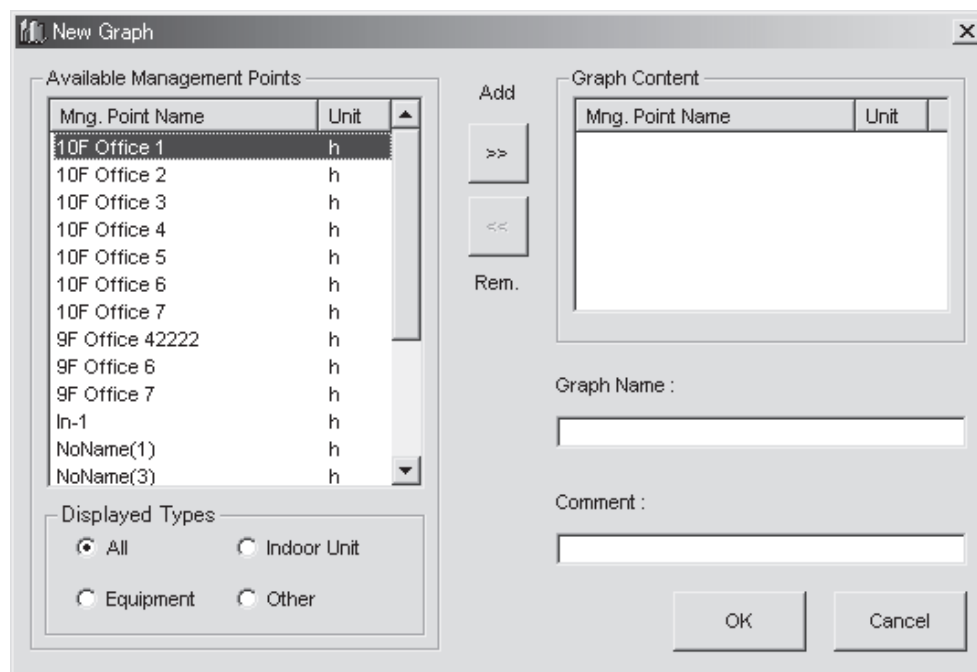 New Graph
Available Management Points
Mng. Point Name Unit
10F Office 1 h
10F Office 2 h
10F Office 3 h
10F Office 4 h
10F Office 5 h
10F Office 6 h
10F Office 7 h
9F Office 42222 h
9F Office 6 h
9F Office 7 h
In-1 h
NoName(1) h
NoName(3) h
Displayed Types
All Indoor Unit
Equipment Other
Add
>>
<<
Rem.
Graph Content
Mng. Point Name Unit
Graph Name :
Comment :
OK Cancel